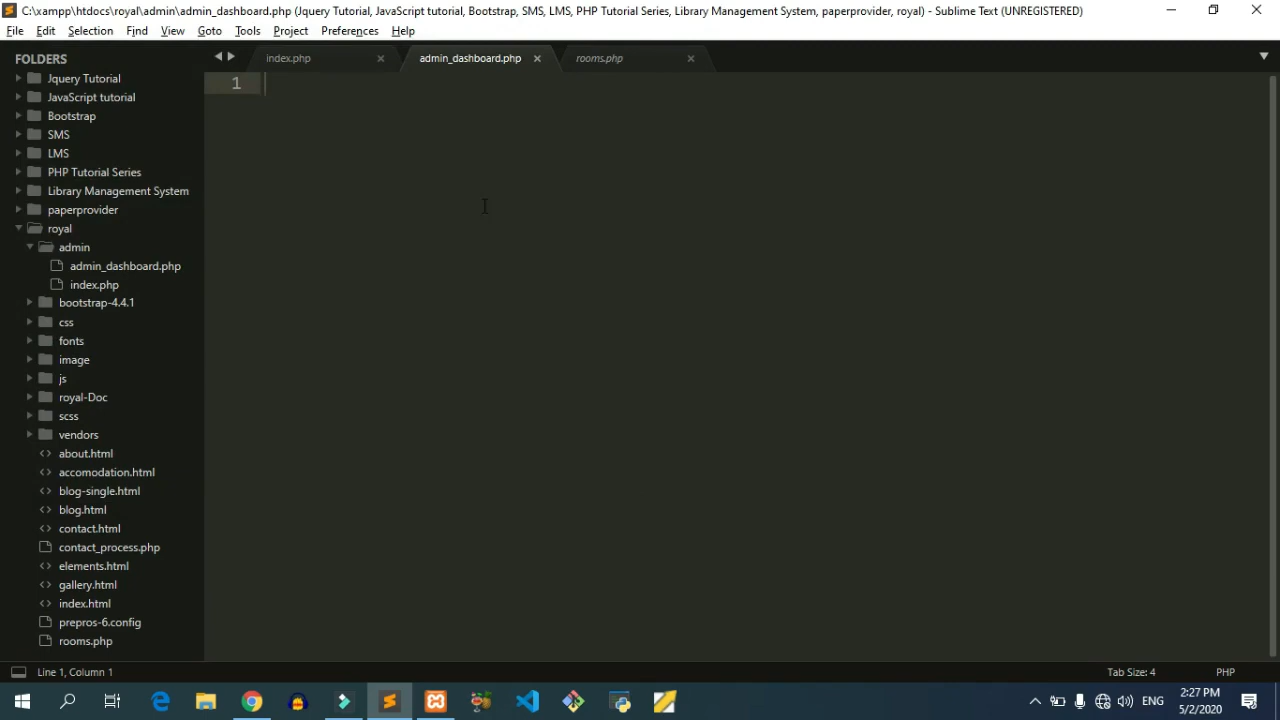 C:\xampp\htdocs\royal\admin\admin_dashboard.php (Jquery Tutorial, JavaScript tutorial, Bootstrap, SMS, LMS, PHP Tutorial Series, Library Management System, paperprovider, royal) - Sublime Text (UNREGISTERED)
File Edit Selection Find View Goto Tools Project Preferences Help
FOLDERS
Jquery Tutorial
JavaScript tutorial
Bootstrap
SMS
LMS
PHP Tutorial Series
Library Management System
paperprovider
royal
admin
admin_dashboard.php
index.php
bootstrap-4.4.1
css
fonts
image
js
royal-Doc
scss
vendors
about.html
accomodation.html
blog-single.html
blog.html
contact.html
contact_process.php
elements.html
gallery.html
index.html
prepros-6.config
rooms.php
index.php admin_dashboard.php rooms.php
1
Line 1, Column 1 Tab Size: 4 PHP
ENG
2:27 PM
5/2/2020